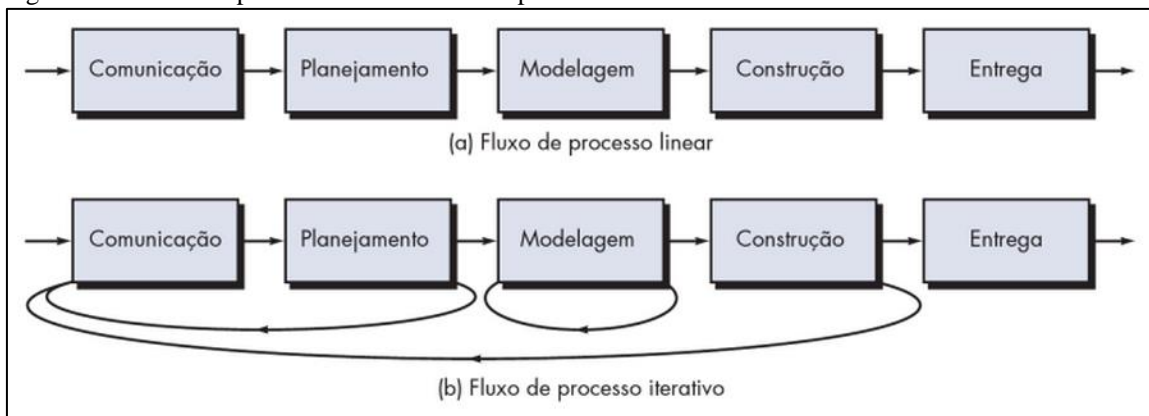 Comunicação Planejamento Modelagem Construção Entrega
(a) Fluxo de processo linear
Comunicação Planejamento Modelagem Construção Entrega
(b) Fluxo de processo iterativo